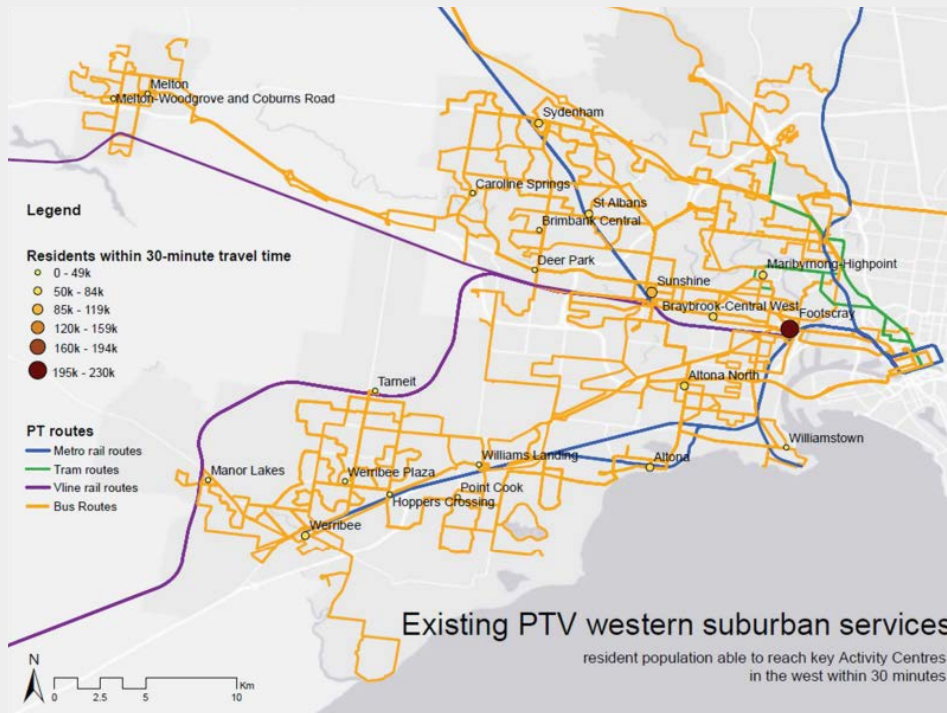 Melton
Melton-Woodgrove and Coburns Road
Sydenham
Caroline Springs
St Albans
Brimbank Central
Deer Park
Maribyrnong-Highpoint
Sunshine
Braybrook-Central West
Footscray
Tarneit
Altona North
Williamstown
Manor Lakes
Werribee Plaza
Williams Landing
Altona
Hoppers Crossing
Point Cook
Werribee
Legend
Residents within 30-minute travel time
0 - 49k
50k - 84k
85k - 119k
120k - 159k
160k - 194k
195k - 230k
PT routes
Metro rail routes
Tram routes
Vline rail routes
Bus Routes
N
Km
0 2.5 5 10
Existing PTV western suburban services
resident population able to reach key Activity Centres
in the west within 30 minutes